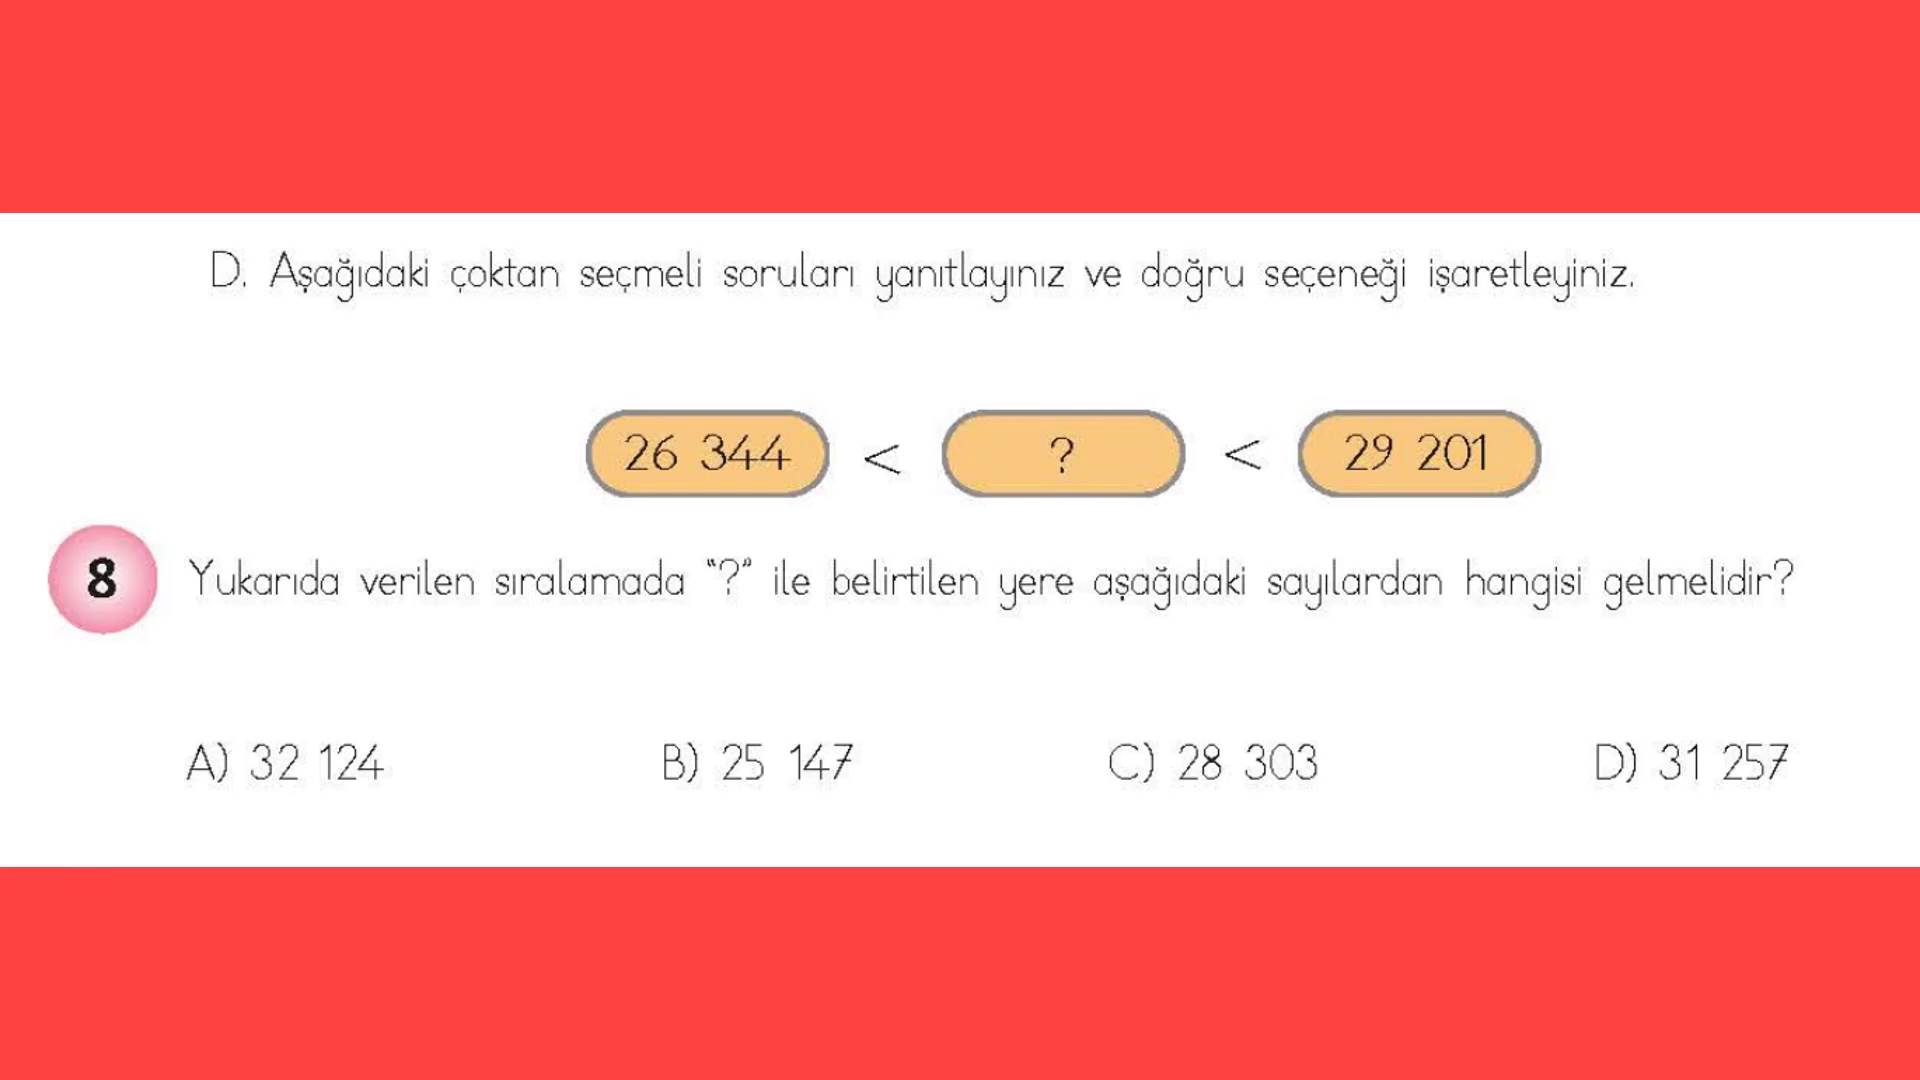 D. Aşağıdaki çoktan seçmeli soruları yanıtlayınız ve doğru seçeneği işaretleyiniz.
26 344 < ? < 29 201
8 Yukarıda verilen sıralamada “?” ile belirtilen yere aşağıdaki sayılardan hangisi gelmelidir?
A) 32 124 B) 25 147 C) 28 303 D) 31 257